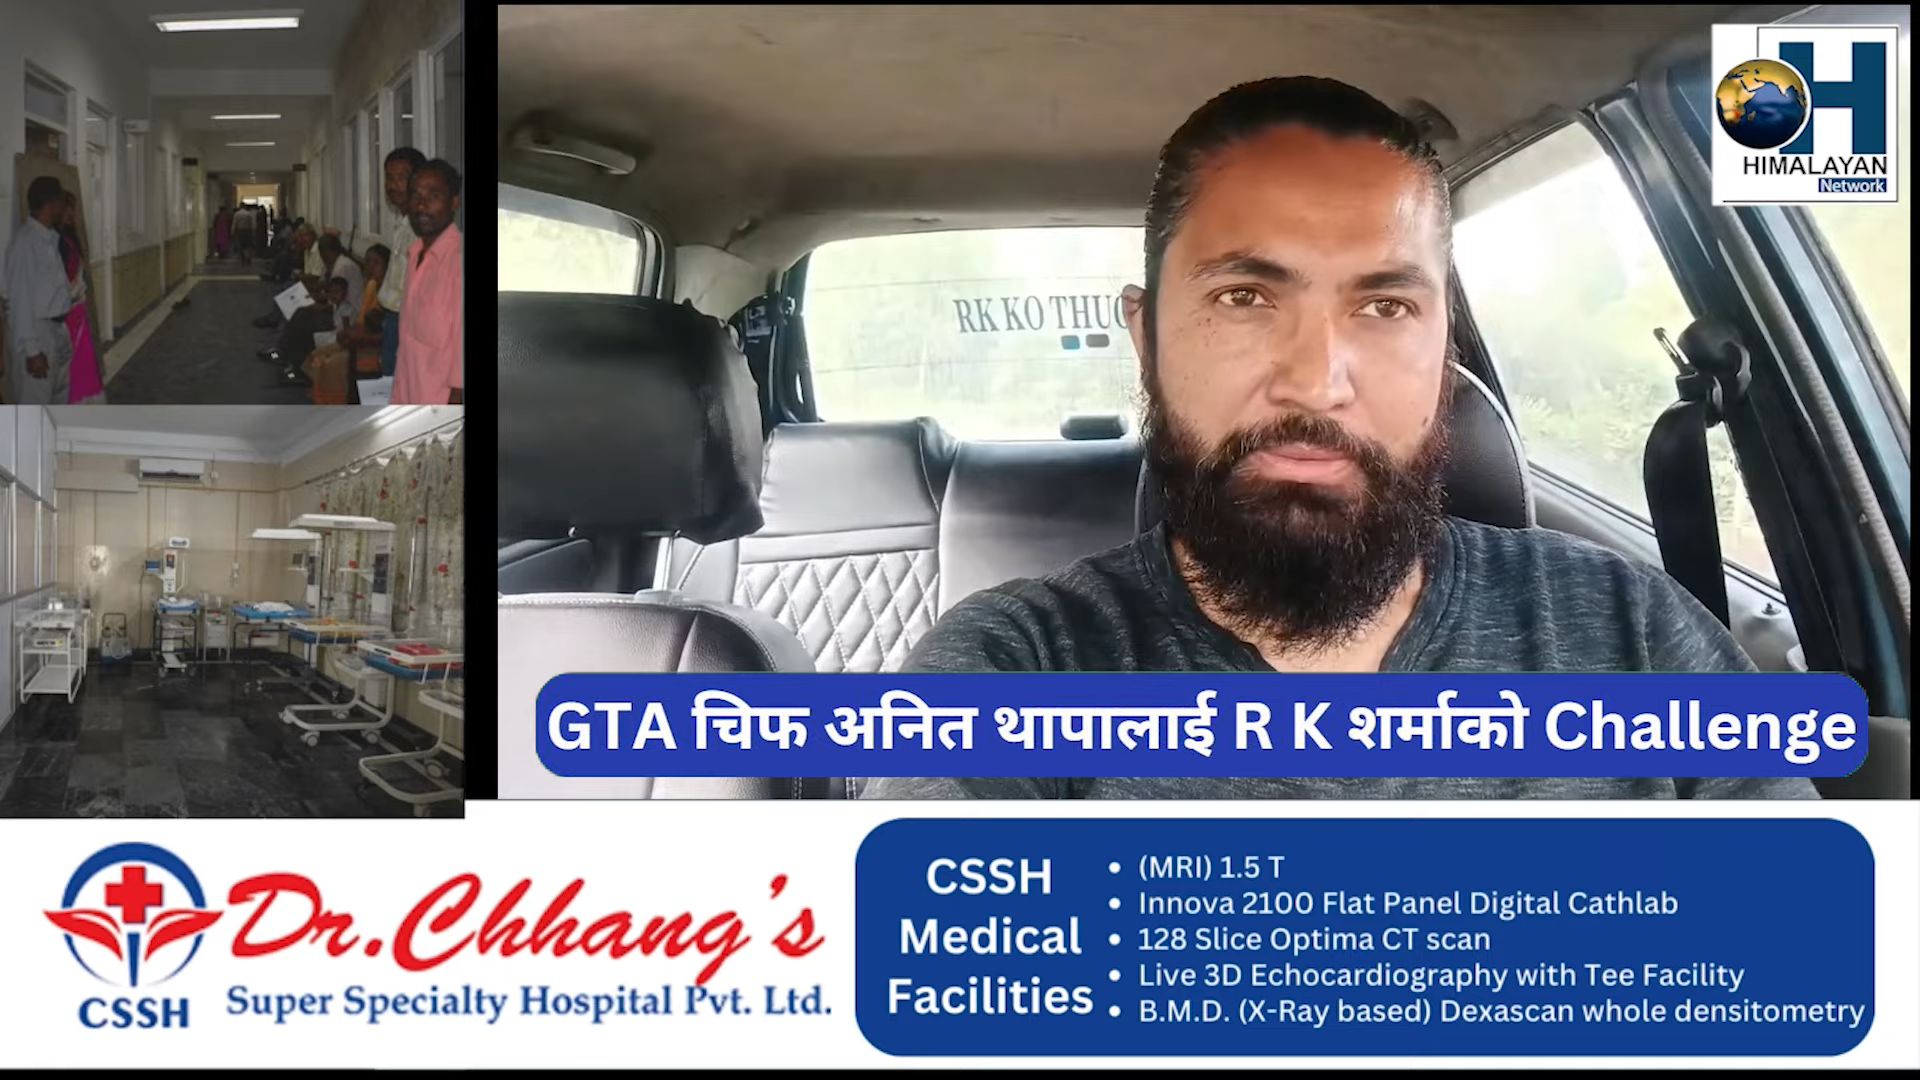 HIMALAYAN
Network
RK KO THUG
GTA चिफ अनित थापालाई R K शर्माको Challenge
CSSH
Dr.Chhang's
Super Specialty Hospital Pvt. Ltd.
CSSH
Medical
Facilities
• (MRI) 1.5 T
• Innova 2100 Flat Panel Digital Cathlab
• 128 Slice Optima CT scan
• Live 3D Echocardiography with Tee Facility
• B.M.D. (X-Ray based) Dexascan whole densitometry